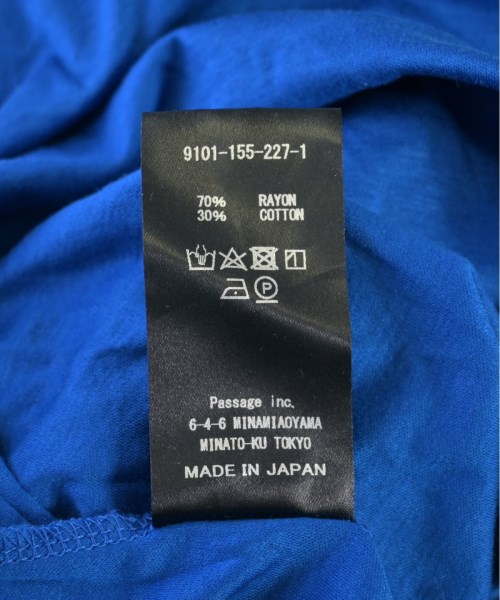 9101-155-227-1
70% RAYON
30% COTTON
P
Passage inc.
6-4-6 MINAMIAOYAMA
MINATO-KU TOKYO
MADE IN JAPAN